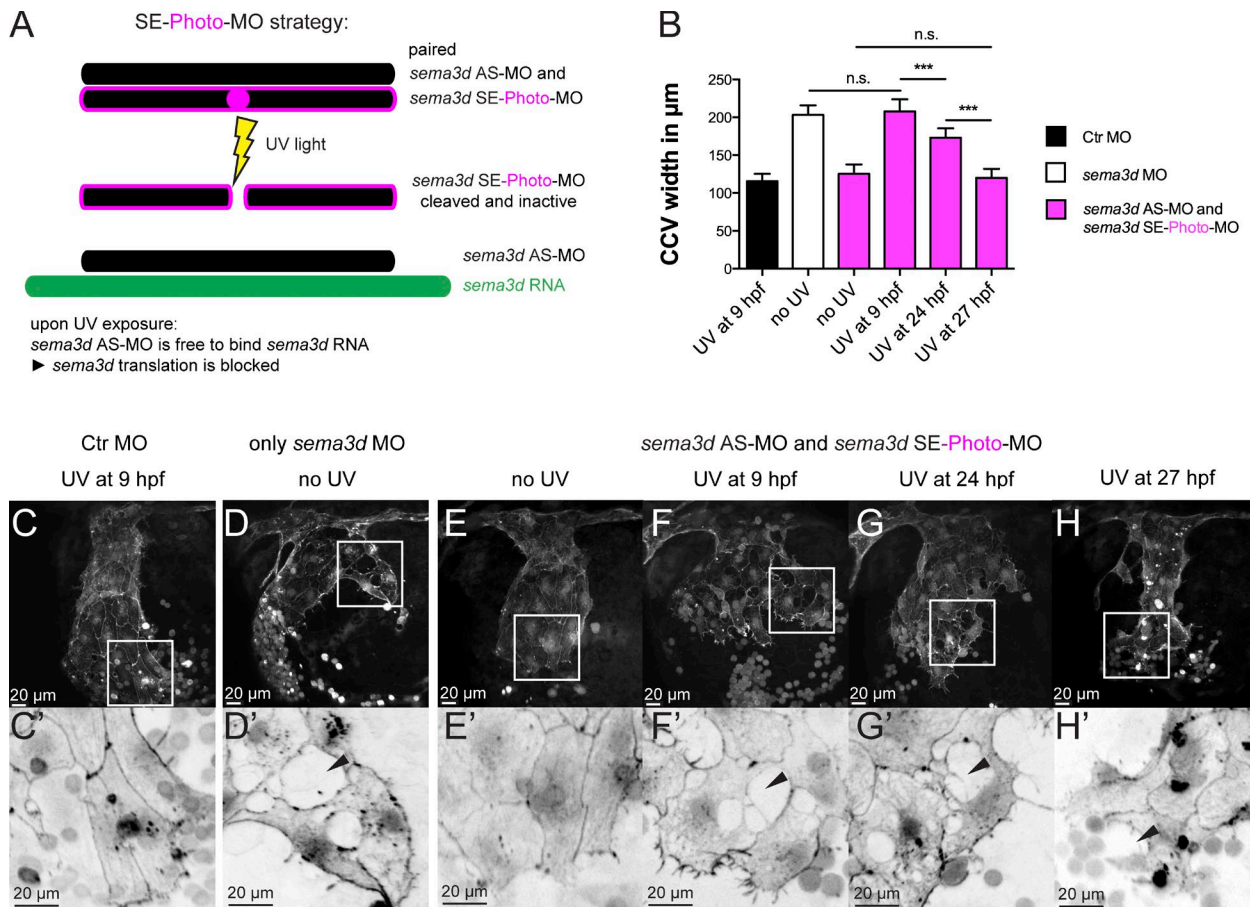 A
SE-Photo-MO strategy:
paired
sema3d AS-MO and
sema3d SE-Photo-MO
UV light
sema3d SE-Photo-MO
cleaved and inactive
sema3d AS-MO
sema3d RNA
upon UV exposure:
sema3d AS-MO is free to bind sema3d RNA
► sema3d translation is blocked
B
n.s.
n.s.
***
***
CCV width in µm
250
200
150
100
50
0
UV at 9 hpf
no UV
no UV
UV at 9 hpf
UV at 24 hpf
UV at 27 hpf
Ctr MO
sema3d MO
sema3d AS-MO and
sema3d SE-Photo-MO
Ctr MO
only sema3d MO
sema3d AS-MO and sema3d SE-Photo-MO
UV at 9 hpf
no UV
no UV
UV at 9 hpf
UV at 24 hpf
UV at 27 hpf
C
D
E
F
G
H
20 µm
20 µm
20 µm
20 µm
20 µm
20 µm
C'
D'
E'
F'
G'
H'
20 µm
20 µm
20 µm
20 µm
20 µm
20 µm